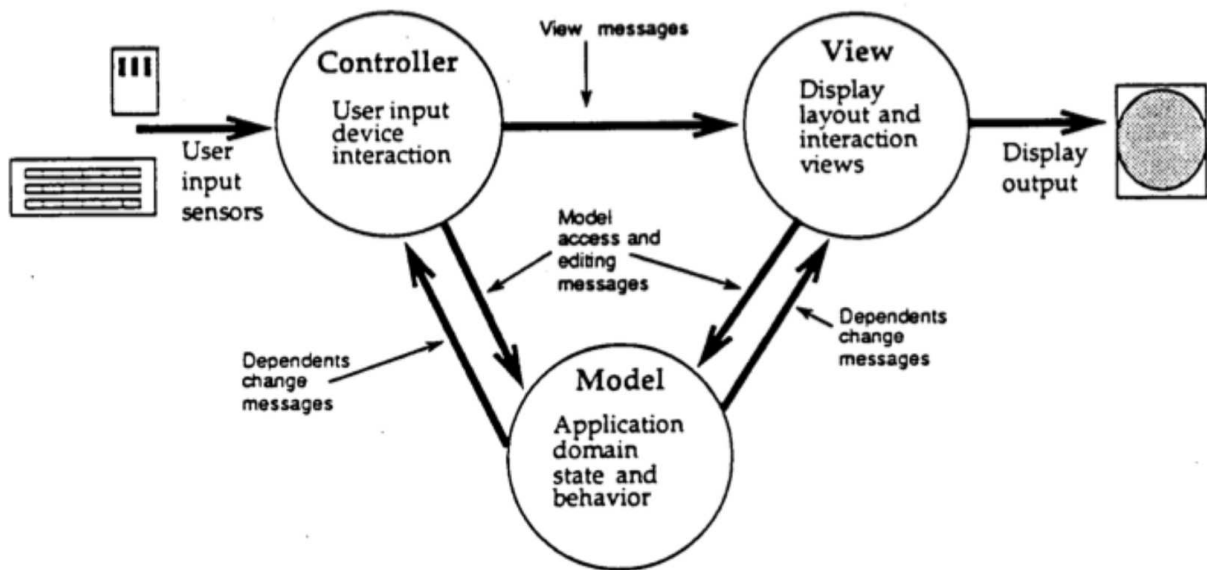 View messages
Controller
User input
device
interaction
View
Display
layout and
interaction
views
User
input
sensors
Display
output
Model
access and
editing
messages
Dependents
change
messages
Dependents
change
messages
Model
Application
domain
state and
behavior